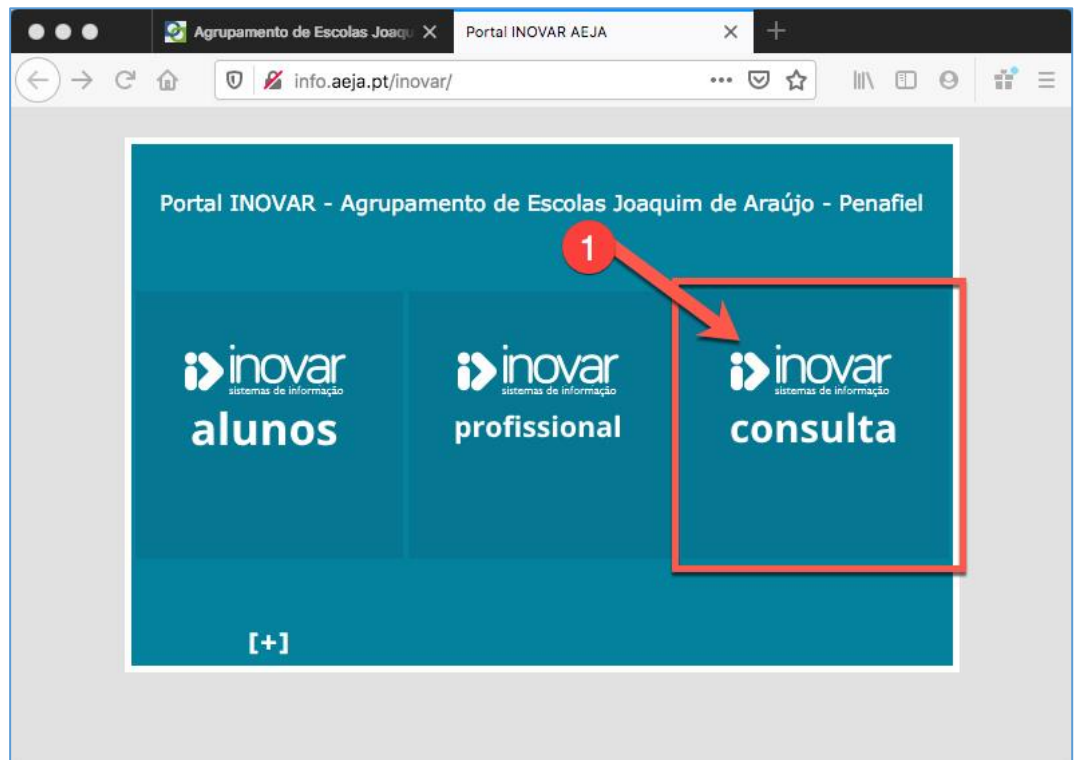 Agrupamento de Escolas Joaqu
Portal INOVAR AEJA
info.aeja.pt/inovar/
Portal INOVAR - Agrupamento de Escolas Joaquim de Araújo - Penafiel
1
inovar
sistemas de informação
alunos
inovar
sistemas de informação
profissional
inovar
sistemas de informação
consulta
[+]